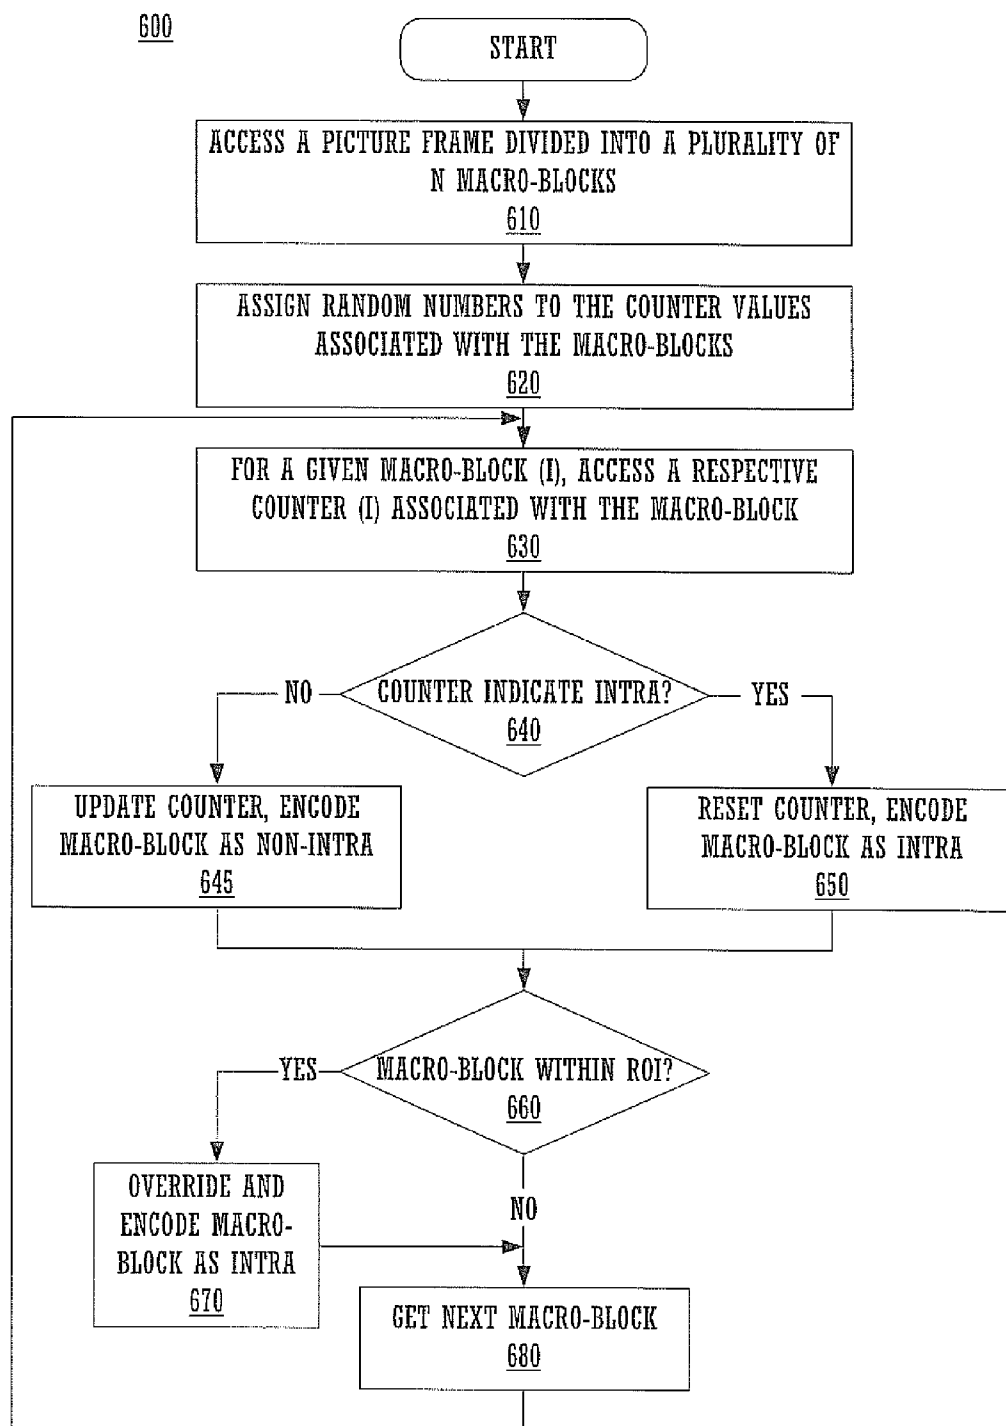 600
START
ACCESS A PICTURE FRAME DIVIDED INTO A PLURALITY OF
N MACRO-BLOCKS
610
ASSIGN RANDOM NUMBERS TO THE COUNTER VALUES
ASSOCIATED WITH THE MACRO-BLOCKS
620
FOR A GIVEN MACRO-BLOCK (I), ACCESS A RESPECTIVE
COUNTER (I) ASSOCIATED WITH THE MACRO-BLOCK
630
NO
COUNTER INDICATE INTRA?
YES
640
UPDATE COUNTER, ENCODE
MACRO-BLOCK AS NON-INTRA
645
RESET COUNTER, ENCODE
MACRO-BLOCK AS INTRA
650
YES
MACRO-BLOCK WITHIN ROI?
660
OVERRIDE AND
ENCODE MACRO-
BLOCK AS INTRA
670
NO
GET NEXT MACRO-BLOCK
680